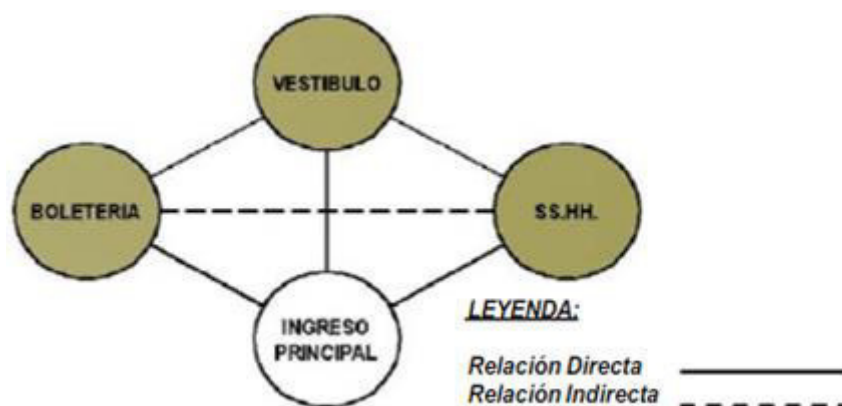 VESTIBULO
BOLETERIA
SS.HH.
INGRESO
PRINCIPAL
LEYENDA:
Relación Directa
Relación Indirecta